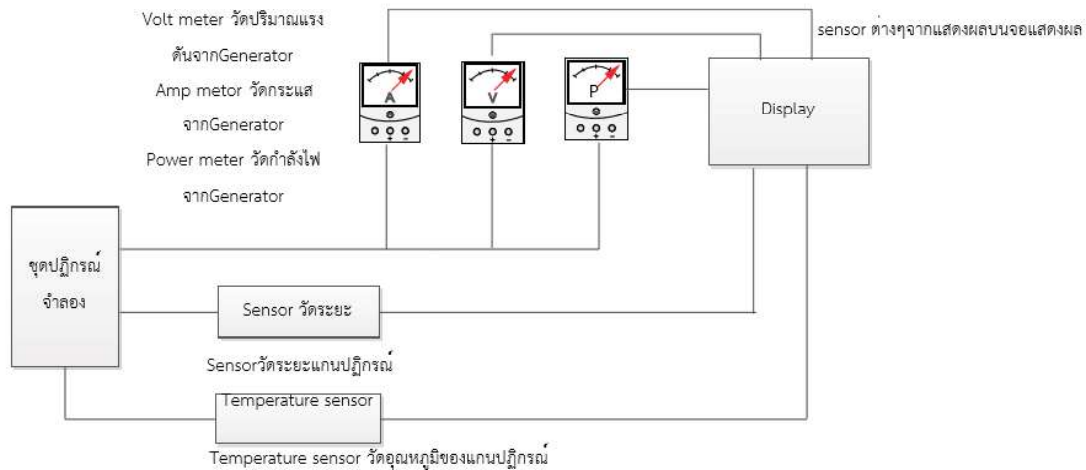 Volt meter วัดปริมาณแรง
ดันจากGenerator
Amp metor วัดกระแส
จากGenerator
Power meter วัดกำลังไฟ
จากGenerator
A
V
P
sensor ต่างๆจากแสดงผลบนจอแสดงผล
Display
ชุดปฏิกรณ์
จำลอง
Sensor วัดระยะ
Sensorวัดระยะแกนปฏิกรณ์
Temperature sensor
Temperature sensor วัดอุณหภูมิของแกนปฏิกรณ์